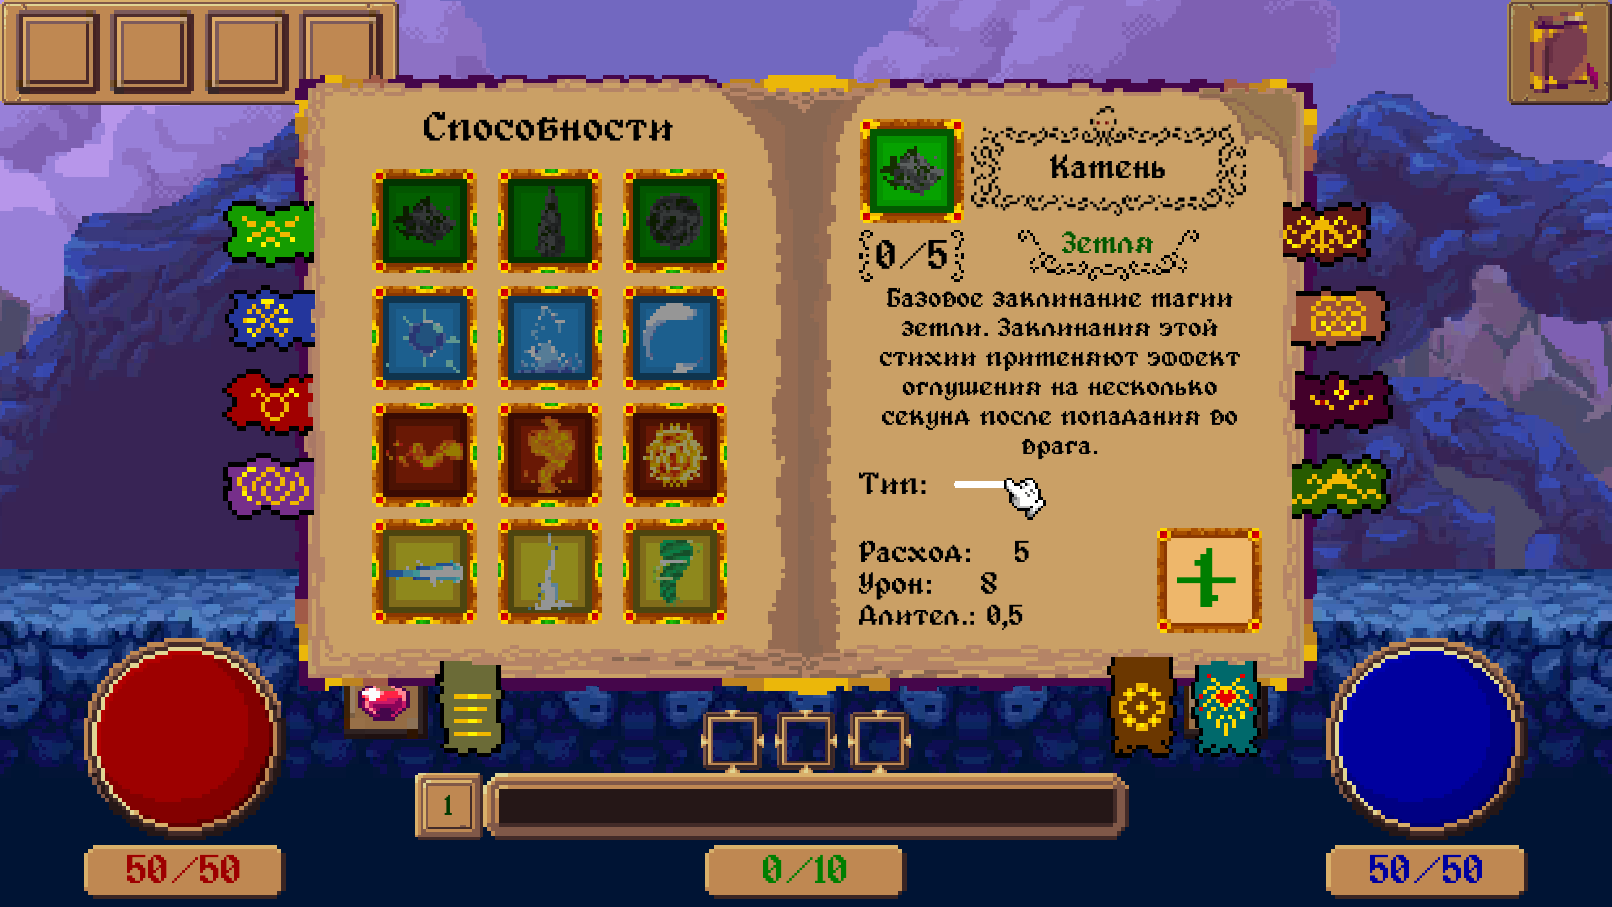 Способности
Камень
0/5
Земля
Базовое заклинание магии
земли. Заклинания этой
стихии применяют эффект
оглушения на несколько
секунд после попадания во
врага.
Тип:
Расход: 5
Урон: 8
Длител.: 0,5
1
50/50
0/10
50/50